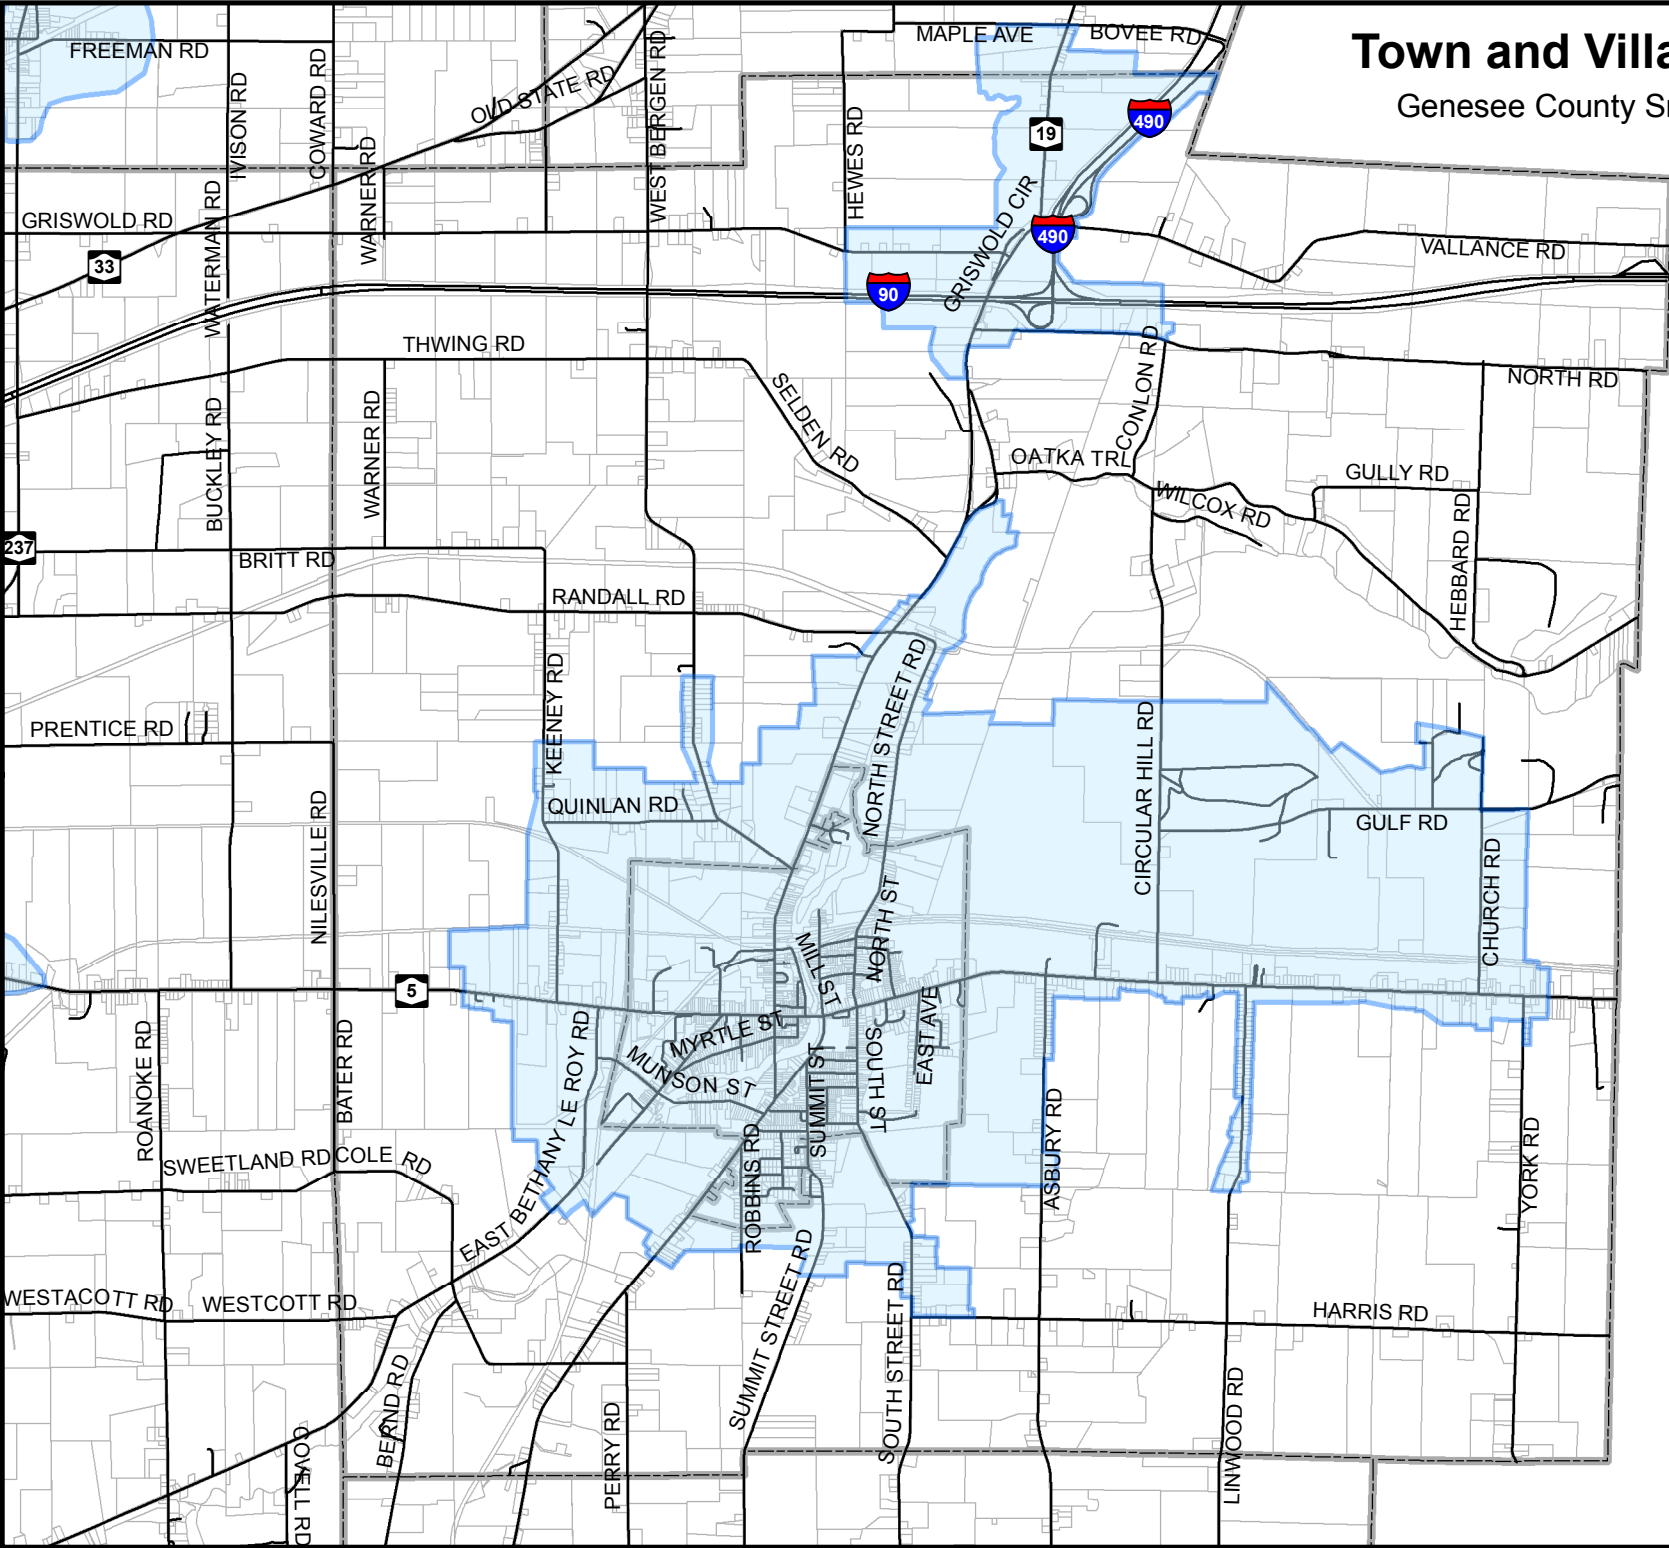 Town and Villa
Genesee County Sm
FREEMAN RD
MAPLE AVE
BOVEE RD
OLD STATE RD
IVISON RD
COWARD RD
WEST BERGEN RD
HEWES RD
19
490
WARNER RD
GRISWOLD RD
WATERMAN RD
33
GRISWOLD CIR
490
VALLANCE RD
90
THWING RD
NORTH RD
SELDEN RD
CONLON RD
BUCKLEY RD
WARNER RD
OATKA TRL
GULLY RD
WILCOX RD
HEBBARD RD
237
BRITT RD
RANDALL RD
KEENEY RD
NORTH STREET RD
PRENTICE RD
CIRCULAR HILL RD
QUINLAN RD
GULF RD
NILESVILLE RD
CHURCH RD
NORTH ST
MILL ST
5
EAST AVE
MYRTLE ST
MUNSON ST
SOUTH ST
SUMMIT ST
ROANOKE RD
BATER RD
EAST BETHANY LE ROY RD
ASBURY RD
YORK RD
SWEETLAND RD
COLE RD
ROBBINS RD
WESTACOTT RD
WESTCOTT RD
SUMMIT STREET RD
SOUTH STREET RD
HARRIS RD
BERND RD
PERRY RD
LINWOOD RD
COVELL RD